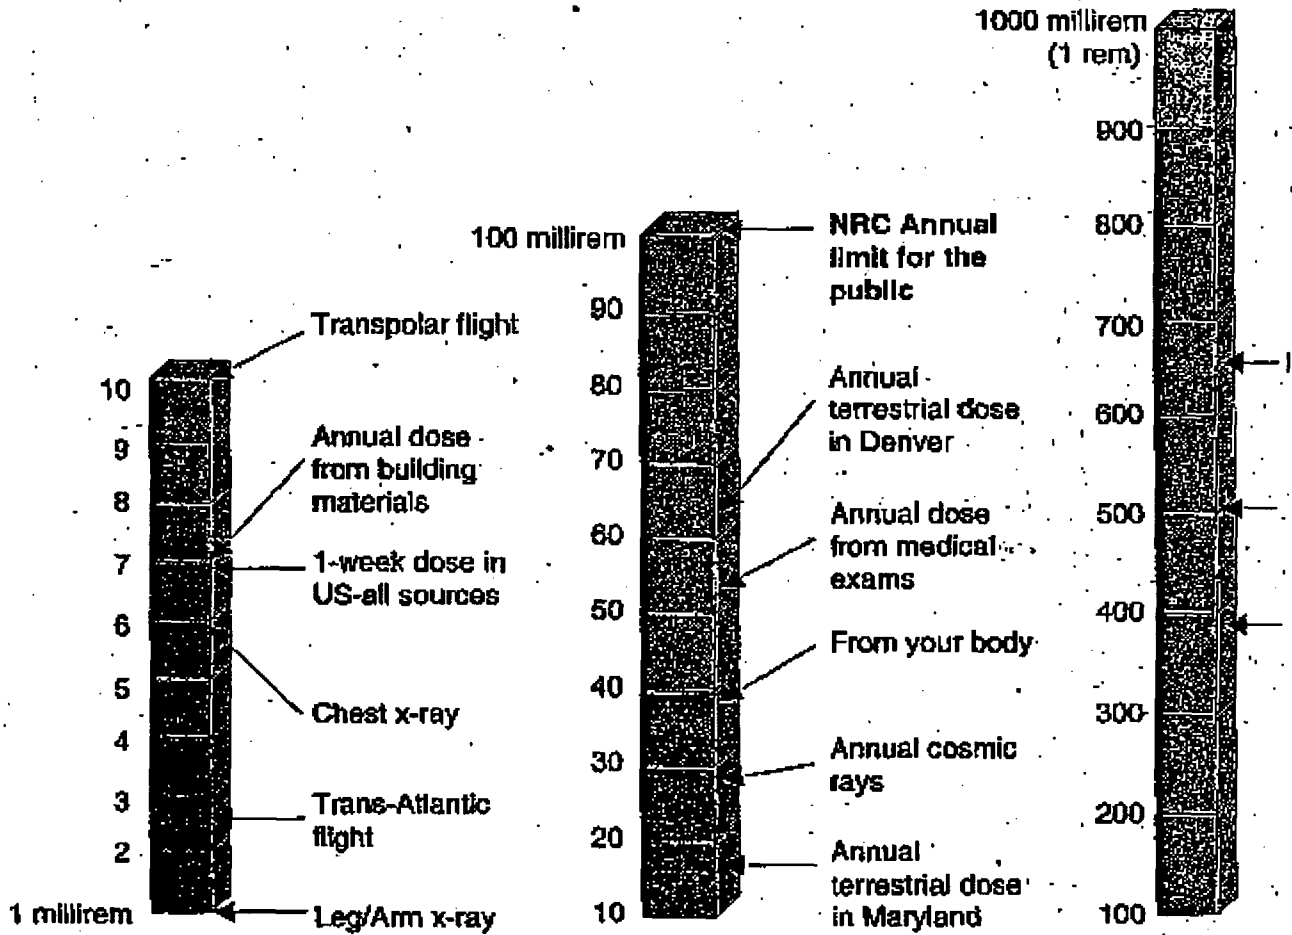 10
9
8
7
6
5
4
3
2
1 millirem
Transpolar flight
Annual dose
from building
materials
1-week dose in
US-all sources
Chest x-ray
Trans-Atlantic
flight
Leg/Arm x-ray
100 millirem
90
80
70
60
50
40
30
20
10
NRC Annual
limit for the
public
Annual
terrestrial dose
in Denver
Annual dose
from medical
exams
From your body
Annual cosmic
rays
Annual
terrestrial dose
in Maryland
1000 millirem
(1 rem)
900
800
700
600
500
400
300
200
100